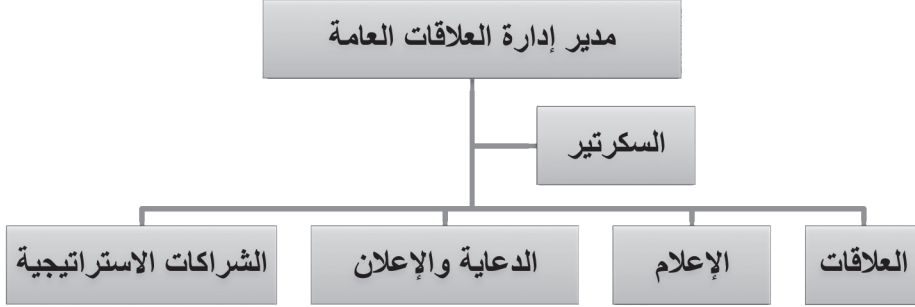 مدير إدارة العلاقات العامة
السكرتير
العلاقات
الإعلام
الدعاية والإعلان
الشراكات الاستراتيجية